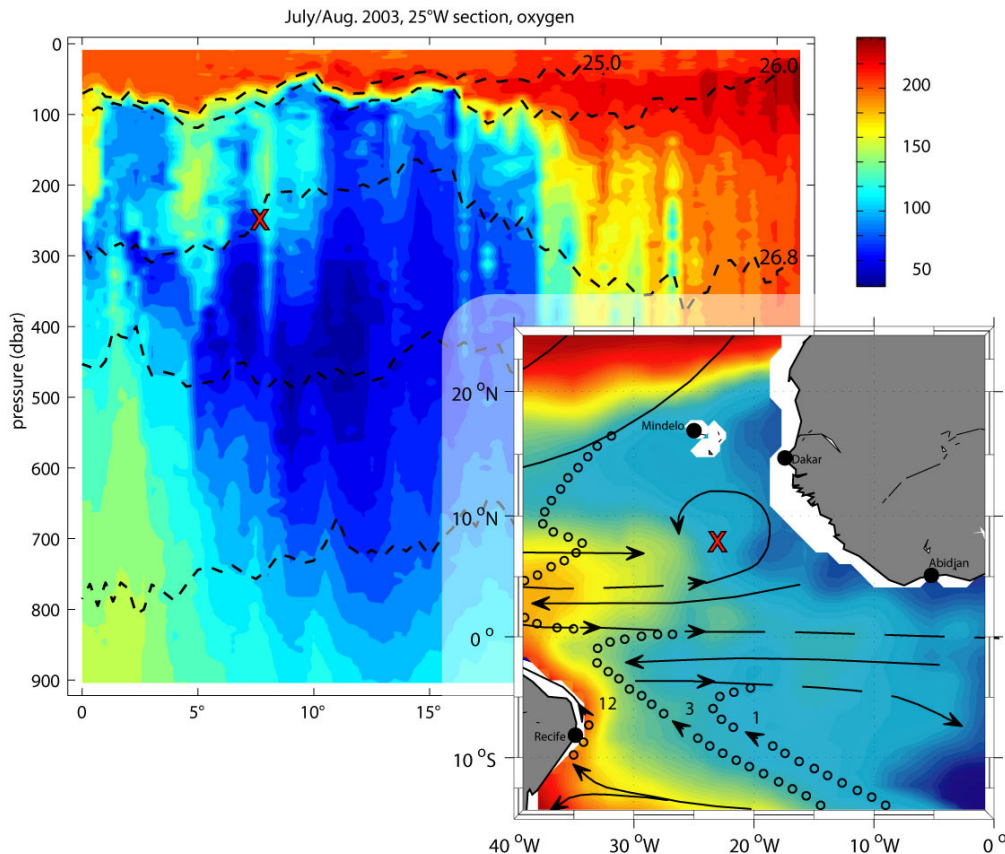 July/Aug. 2003, 25°W section, oxygen
0
100
200
300
400
500
600
700
800
900
pressure (dbar)
0
5°
10°
15°
25.0
26.0
26.8
X
200
150
100
50
20 °N
10 °N
0 °
10 °S
40 °W
30 °W
20 °W
10 °W
0 °
Mindelo
Dakar
Abidjan
Recife
X
12
3
1